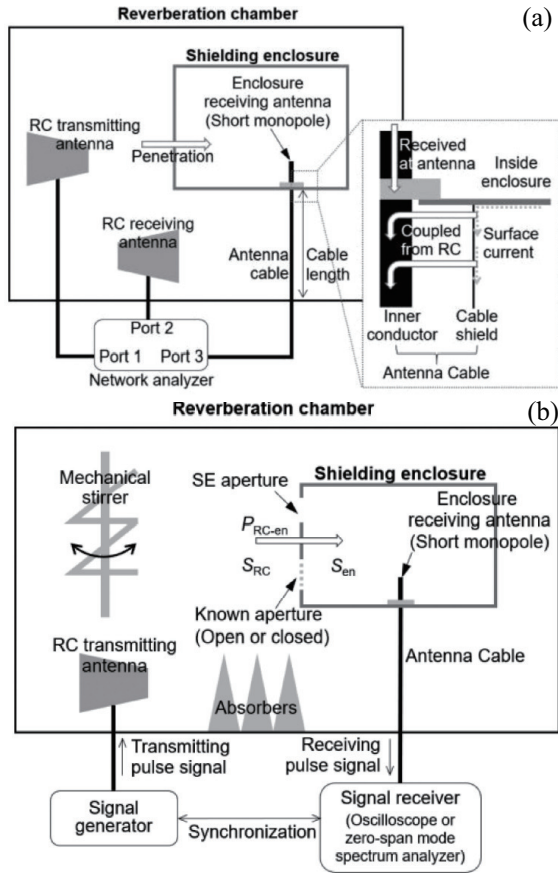 Reverberation chamber
(a)
Shielding enclosure
Enclosure
receiving antenna
(Short monopole)
RC transmitting
antenna
Penetration
Received
at antenna
Inside
enclosure
RC receiving
antenna
Antenna
cable
Cable
length
Coupled
from RC
Surface
current
Port 2
Port 1 Port 3
Network analyzer
Inner
conductor
Cable
shield
Antenna Cable
Reverberation chamber
(b)
Mechanical
stirrer
SE aperture
Shielding enclosure
Enclosure
receiving antenna
(Short monopole)
PRC-en
SRC
Sen
Known aperture
(Open or closed)
RC transmitting
antenna
Absorbers
Antenna Cable
Transmitting
pulse signal
Receiving
pulse signal
Signal
generator
Synchronization
Signal receiver
(Oscilloscope or
zero-span mode
spectrum analyzer)